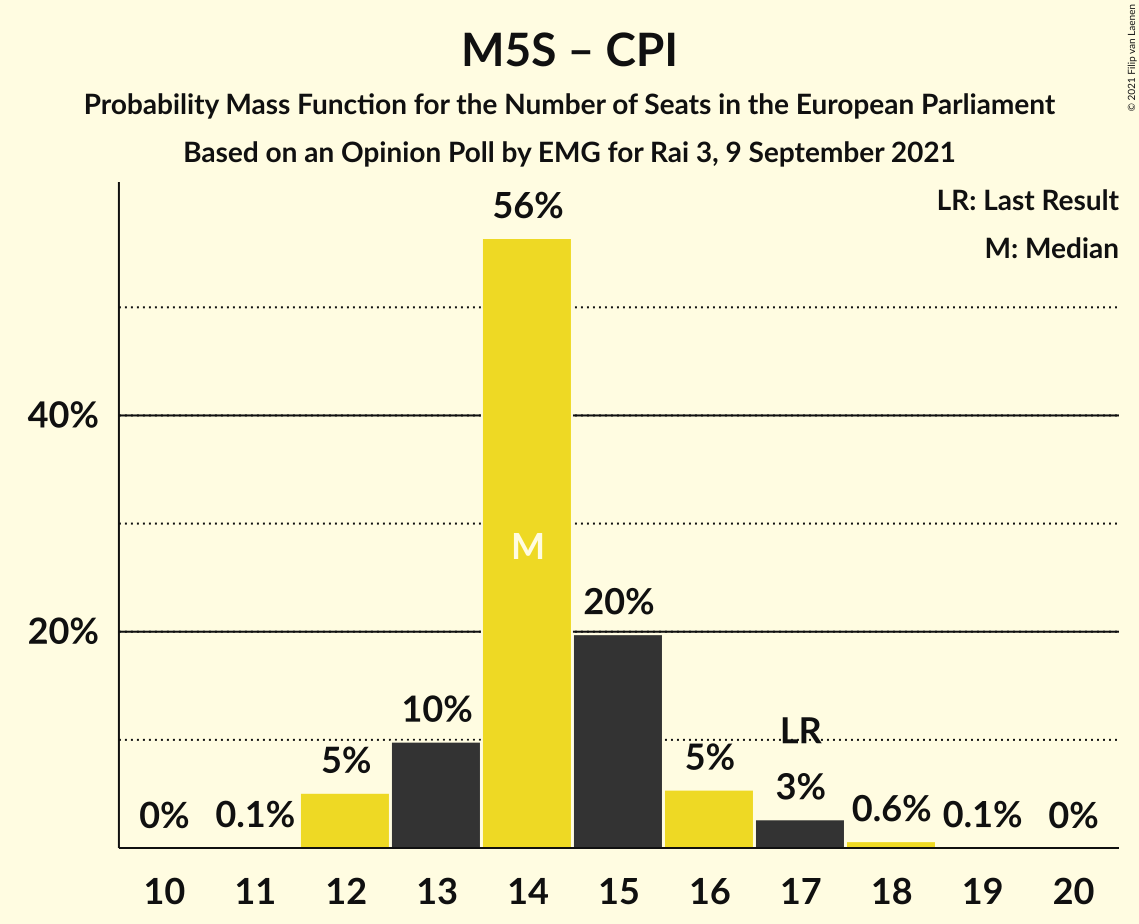 M5S – CPI
Probability Mass Function for the Number of Seats in the European Parliament
Based on an Opinion Poll by EMG for Rai 3, 9 September 2021
© 2021 Filip van Laenen
LR: Last Result
M: Median
40%
20%
0%
0.1%
5%
10%
56%
M
20%
5%
LR
3%
0.6%
0.1%
0%
10 11 12 13 14 15 16 17 18 19 20